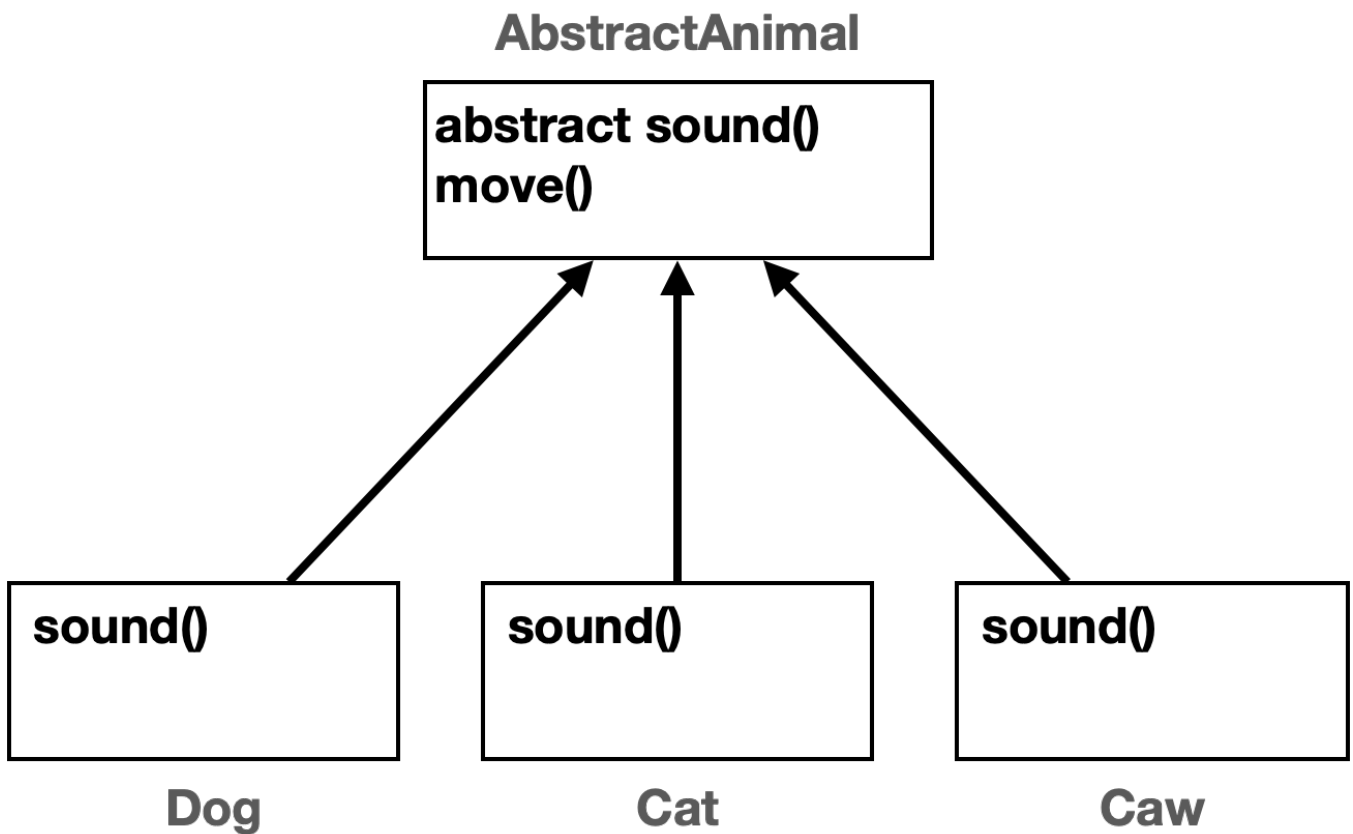 AbstractAnimal
abstract sound()
move()
sound()
sound()
sound()
Dog
Cat
Caw